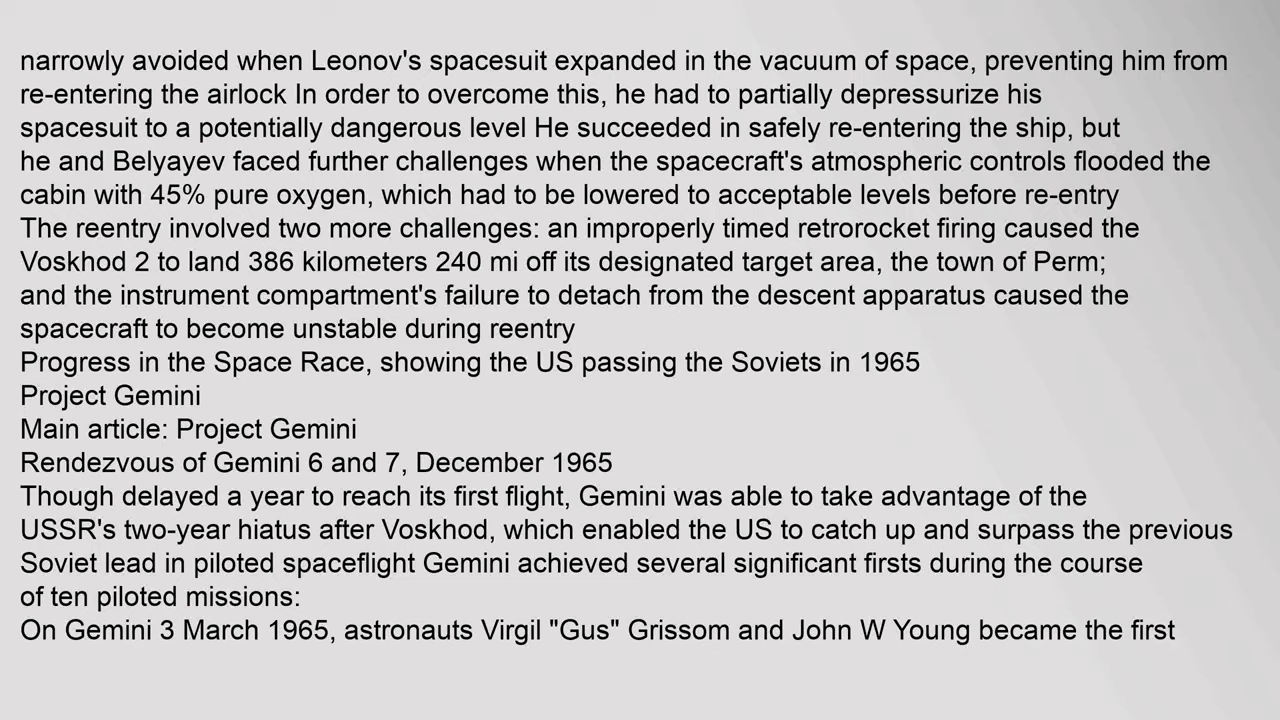 narrowly avoided when Leonov's spacesuit expanded in the vacuum of space, preventing him from
re-entering the airlock In order to overcome this, he had to partially depressurize his
spacesuit to a potentially dangerous level He succeeded in safely re-entering the ship, but
he and Belyayev faced further challenges when the spacecraft's atmospheric controls flooded the
cabin with 45% pure oxygen, which had to be lowered to acceptable levels before re-entry
The reentry involved two more challenges: an improperly timed retrorocket firing caused the
Voskhod 2 to land 386 kilometers 240 mi off its designated target area, the town of Perm;
and the instrument compartment's failure to detach from the descent apparatus caused the
spacecraft to become unstable during reentry
Progress in the Space Race, showing the US passing the Soviets in 1965
Project Gemini
Main article: Project Gemini
Rendezvous of Gemini 6 and 7, December 1965
Though delayed a year to reach its first flight, Gemini was able to take advantage of the
USSR's two-year hiatus after Voskhod, which enabled the US to catch up and surpass the previous
Soviet lead in piloted spaceflight Gemini achieved several significant firsts during the course
of ten piloted missions:
On Gemini 3 March 1965, astronauts Virgil "Gus" Grissom and John W Young became the first